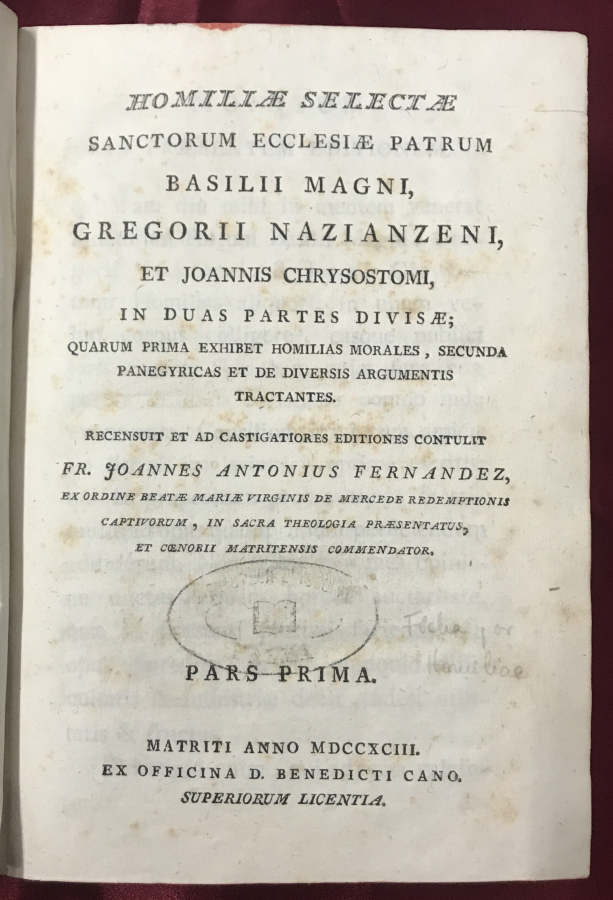 HOMILIÆ SELECTÆ
SANCTORUM ECCLESIÆ PATRUM
BASILII MAGNI,
GREGORII NAZIANZENI,
ET JOANNIS CHRYSOSTOMI,
IN DUAS PARTES DIVISÆ;
QUARUM PRIMA EXHIBET HOMILIAS MORALES, SECUNDA
PANEGYRICAS ET DE DIVERSIS ARGUMENTIS
TRACTANTES.
RECENSUIT ET AD CASTIGATIORES EDITIONES CONTULIT
FR. JOANNES ANTONIUS FERNANDEZ,
EX ORDINE BEATÆ MARIÆ VIRGINIS DE MERCEDE REDEMPTIONIS
CAPTIVORUM, IN SACRA THEOLOGIA PRÆSENTATUS,
ET CŒNOBII MATRITENSIS COMMENDATOR.
PARS PRIMA.
MATRITI ANNO MDCCXCIII.
EX OFFICINA D. BENEDICTI CANO.
SUPERIORUM LICENTIA.